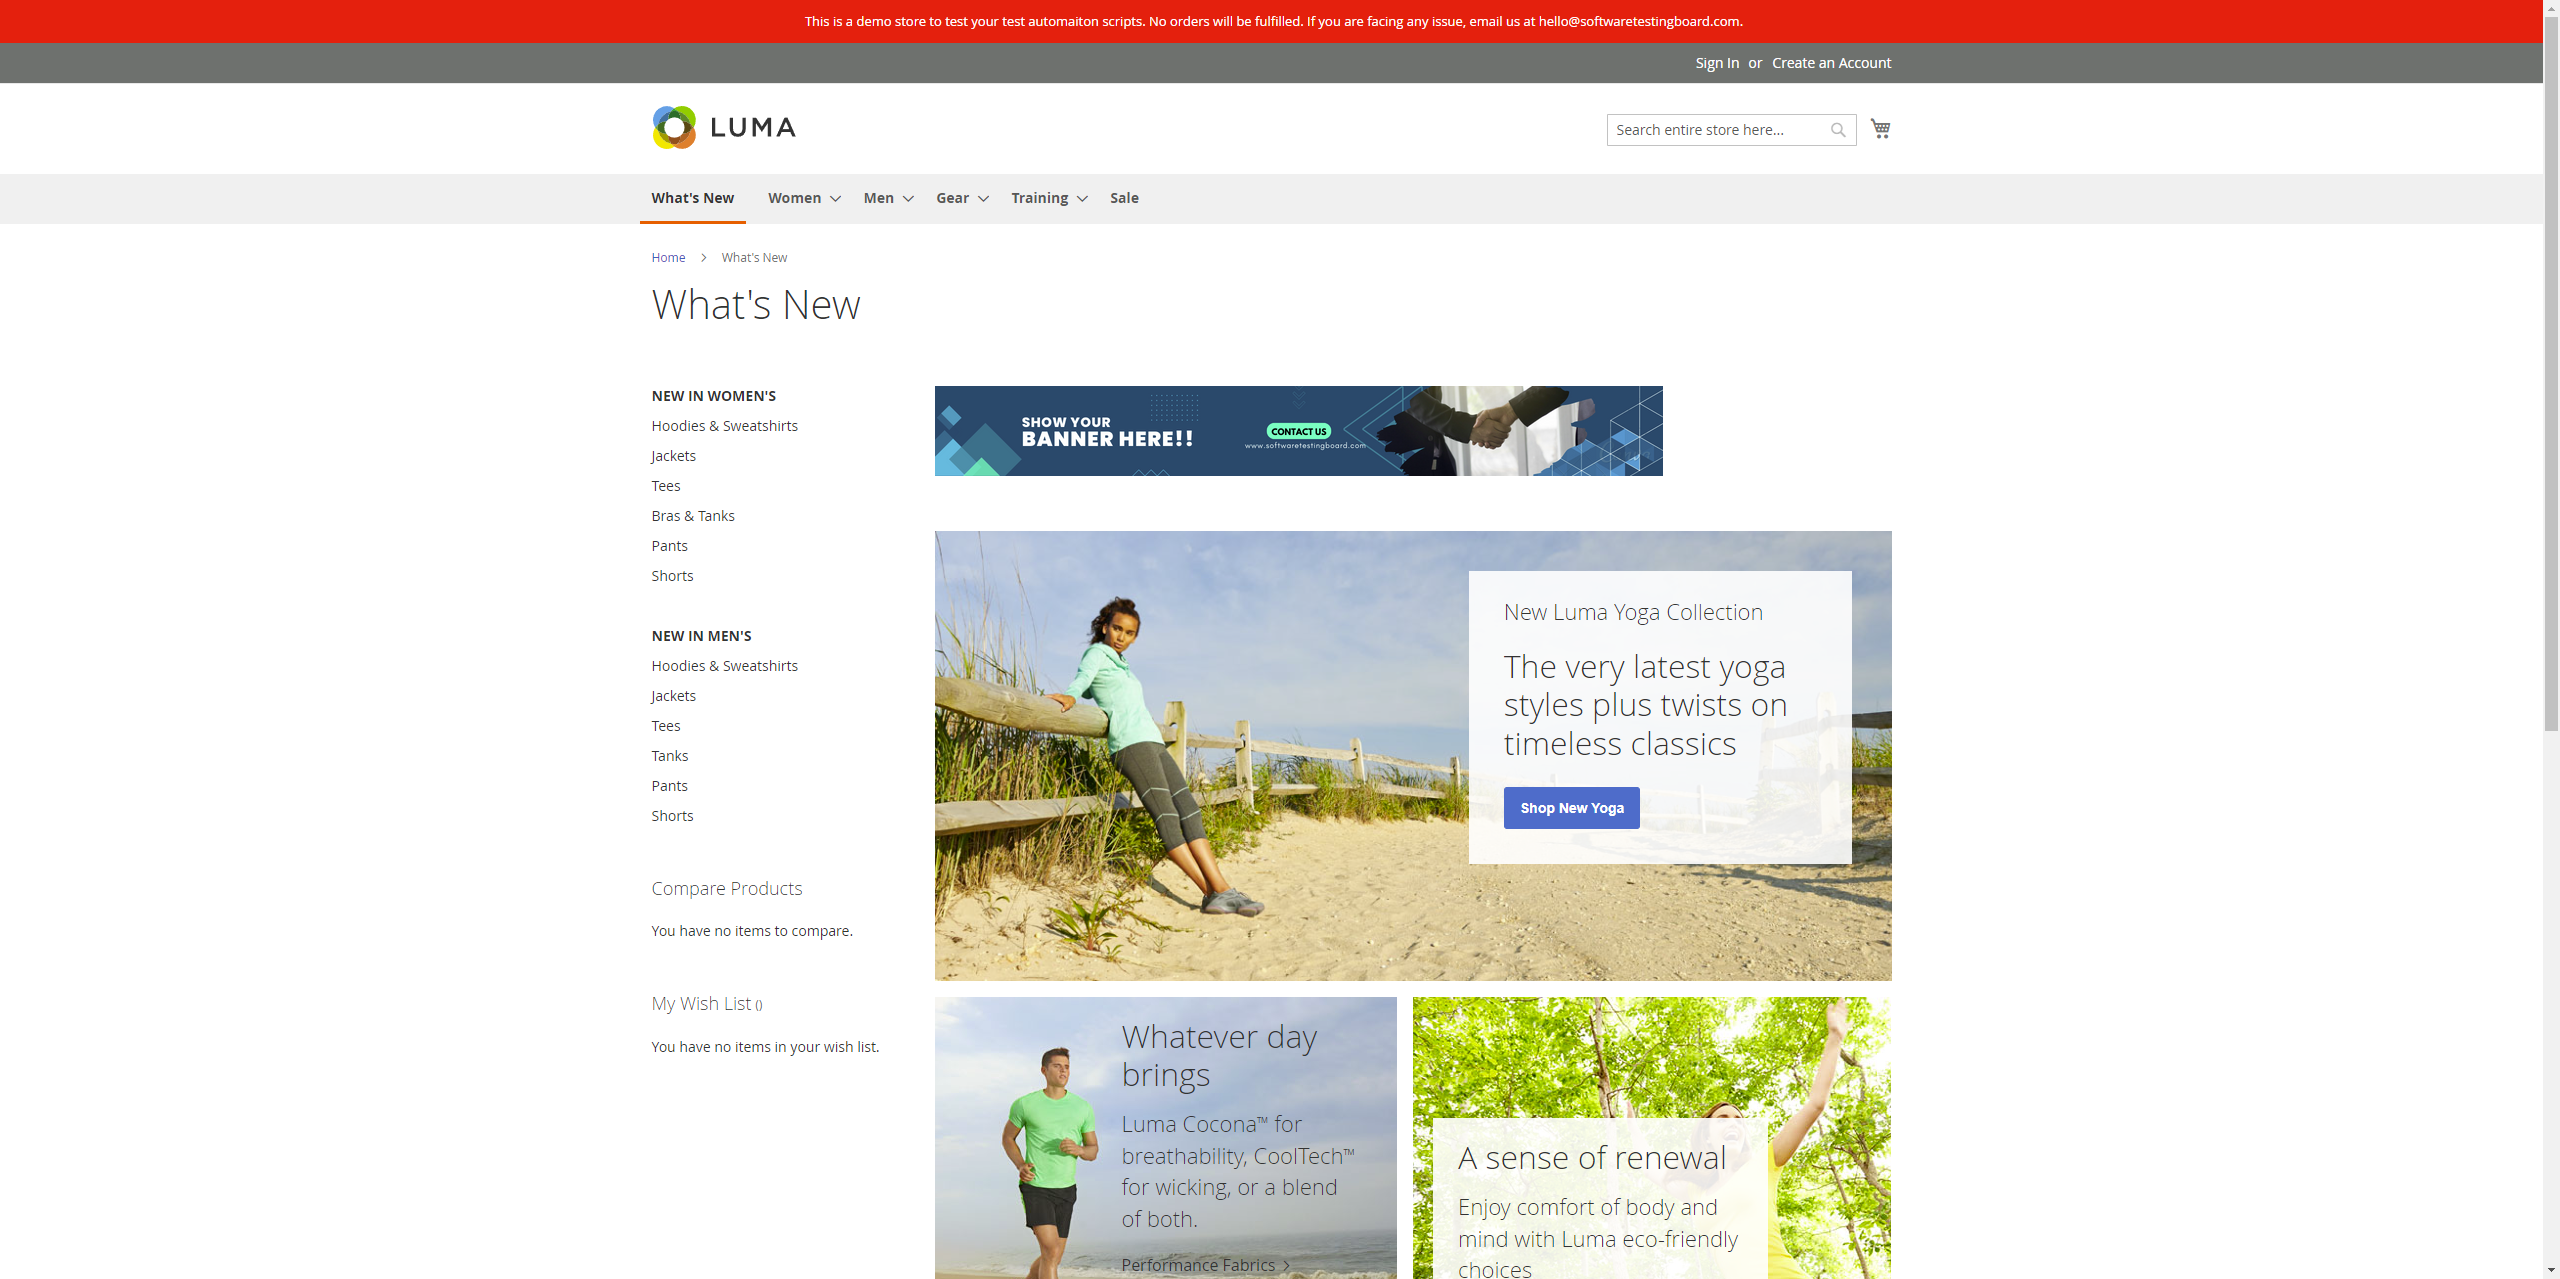 This is a demo store to test your test automaiton scripts. No orders will be fulfilled. If you are facing any issue, email us at hello@softwaretestingboard.com.
Sign In or Create an Account
LUMA
Search entire store here...
What's New Women Men Gear Training Sale
Home > What's New
What's New
NEW IN WOMEN'S
Hoodies & Sweatshirts
Jackets
Tees
Bras & Tanks
Pants
Shorts
NEW IN MEN'S
Hoodies & Sweatshirts
Jackets
Tees
Tanks
Pants
Shorts
Compare Products
You have no items to compare.
My Wish List ()
You have no items in your wish list.
SHOW YOUR
BANNER HERE!!
CONTACT US
www.softwaretestingboard.com
New Luma Yoga Collection
The very latest yoga
styles plus twists on
timeless classics
Shop New Yoga
Whatever day
brings
Luma Cocona™ for
breathability, CoolTech™
for wicking, or a blend
of both.
Performance Fabrics >
A sense of renewal
Enjoy comfort of body and
mind with Luma eco-friendly
choices